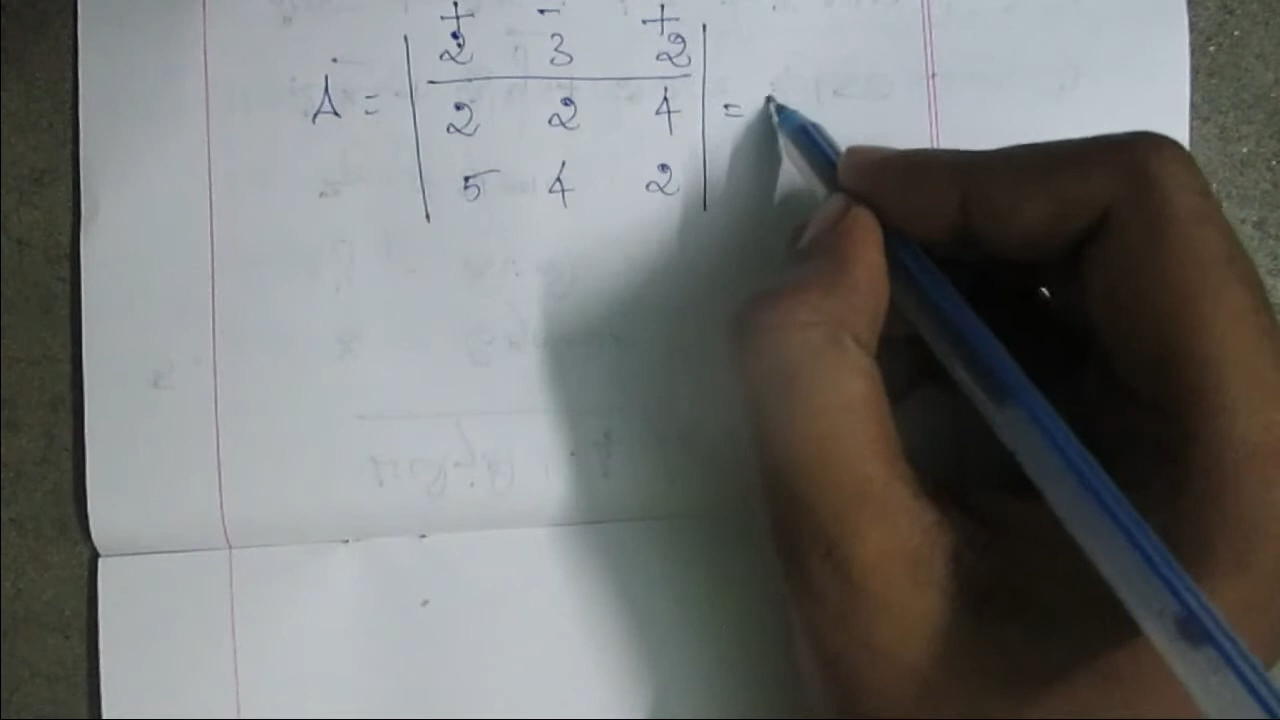 + - +
2 3 2
A = | 2 2 4 | =
5 4 2